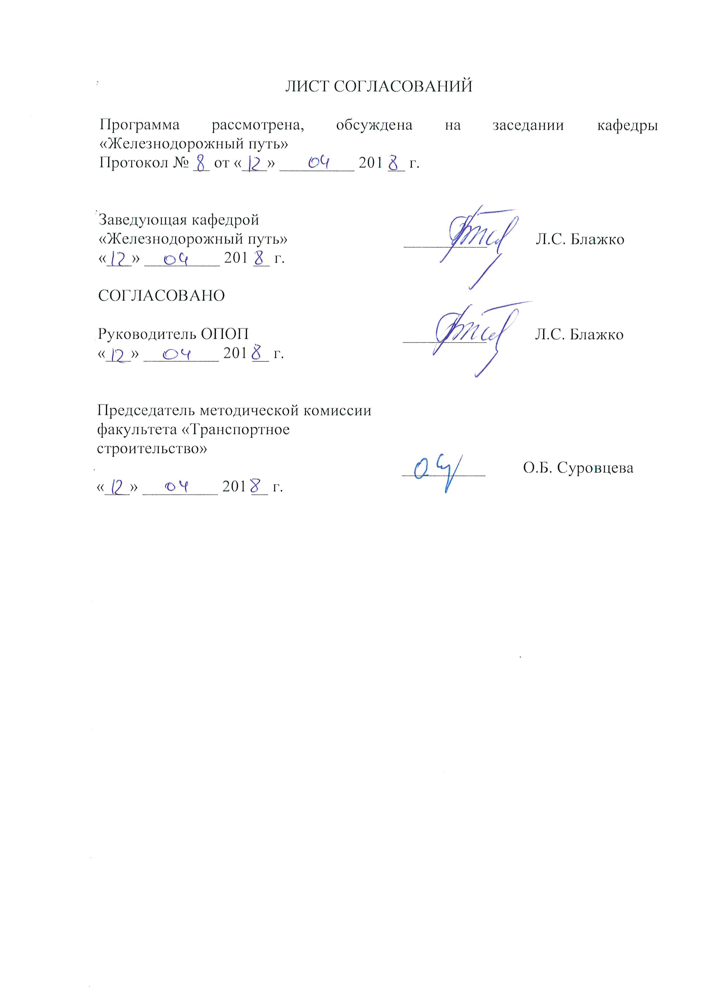 ЛИСТ СОГЛАСОВАНИЙ
Программа рассмотрена, обсуждена на заседании кафедры
«Железнодорожный путь»
Протокол № 8 от «12» 04 2018 г.
Заведующая кафедрой
«Железнодорожный путь» Л.С. Блажко
«12» 04 2018 г.
СОГЛАСОВАНО
Руководитель ОПОП Л.С. Блажко
«12» 04 2018 г.
Председатель методической комиссии
факультета «Транспортное
строительство»
О.Б. Суровцева
«12» 04 2018 г.